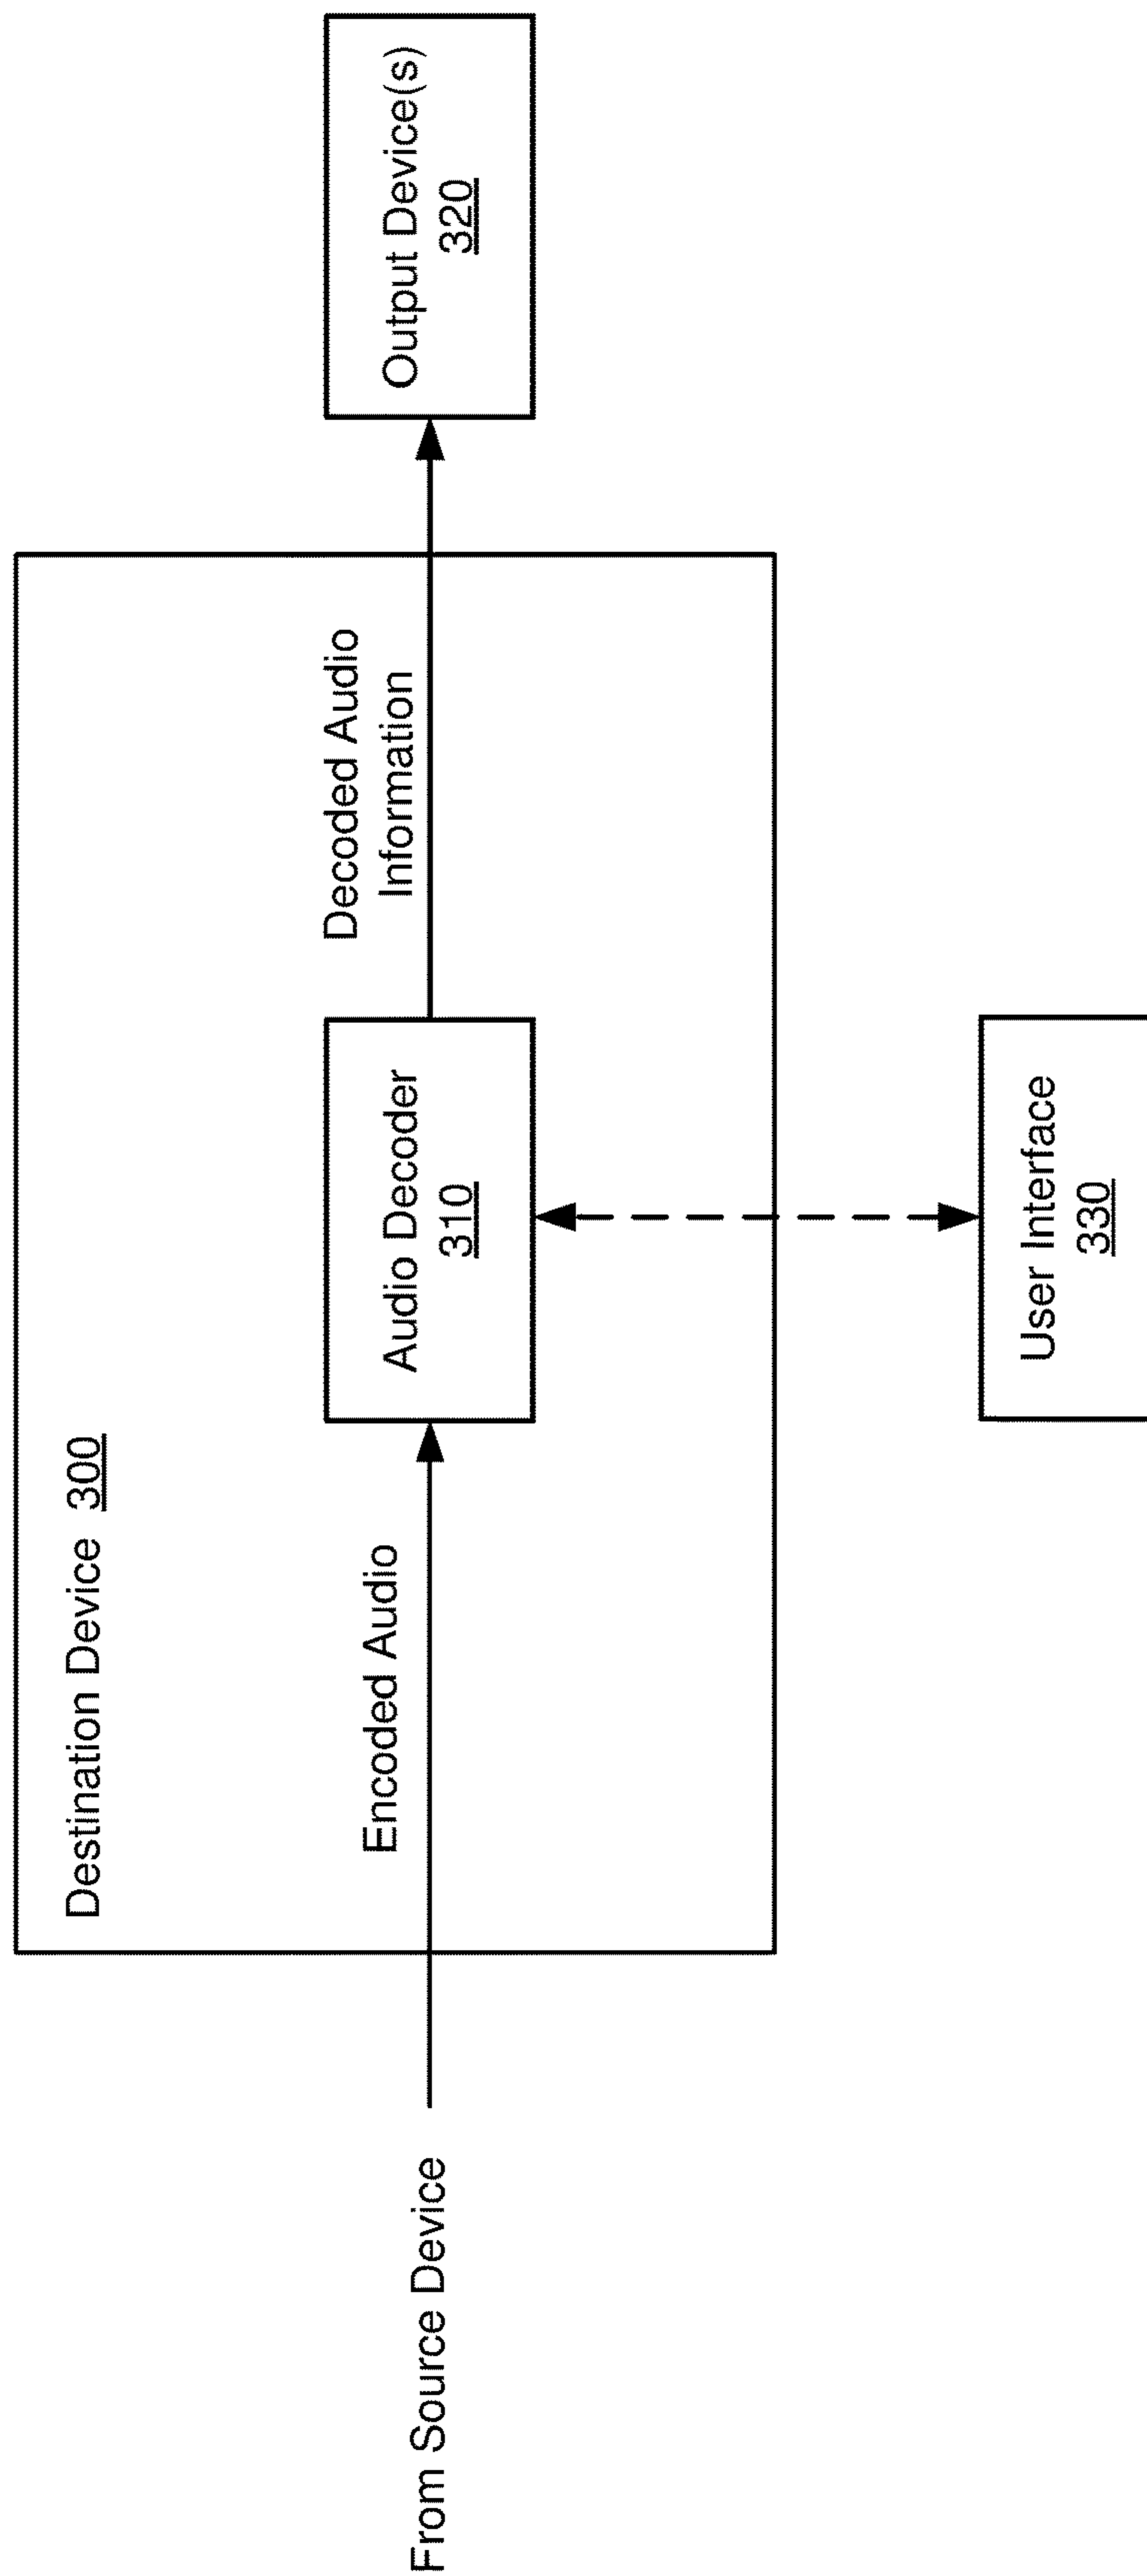 Destination Device 300
From Source Device
Encoded Audio
Audio Decoder
310
Decoded Audio
Information
Output Device(s)
320
User Interface
330